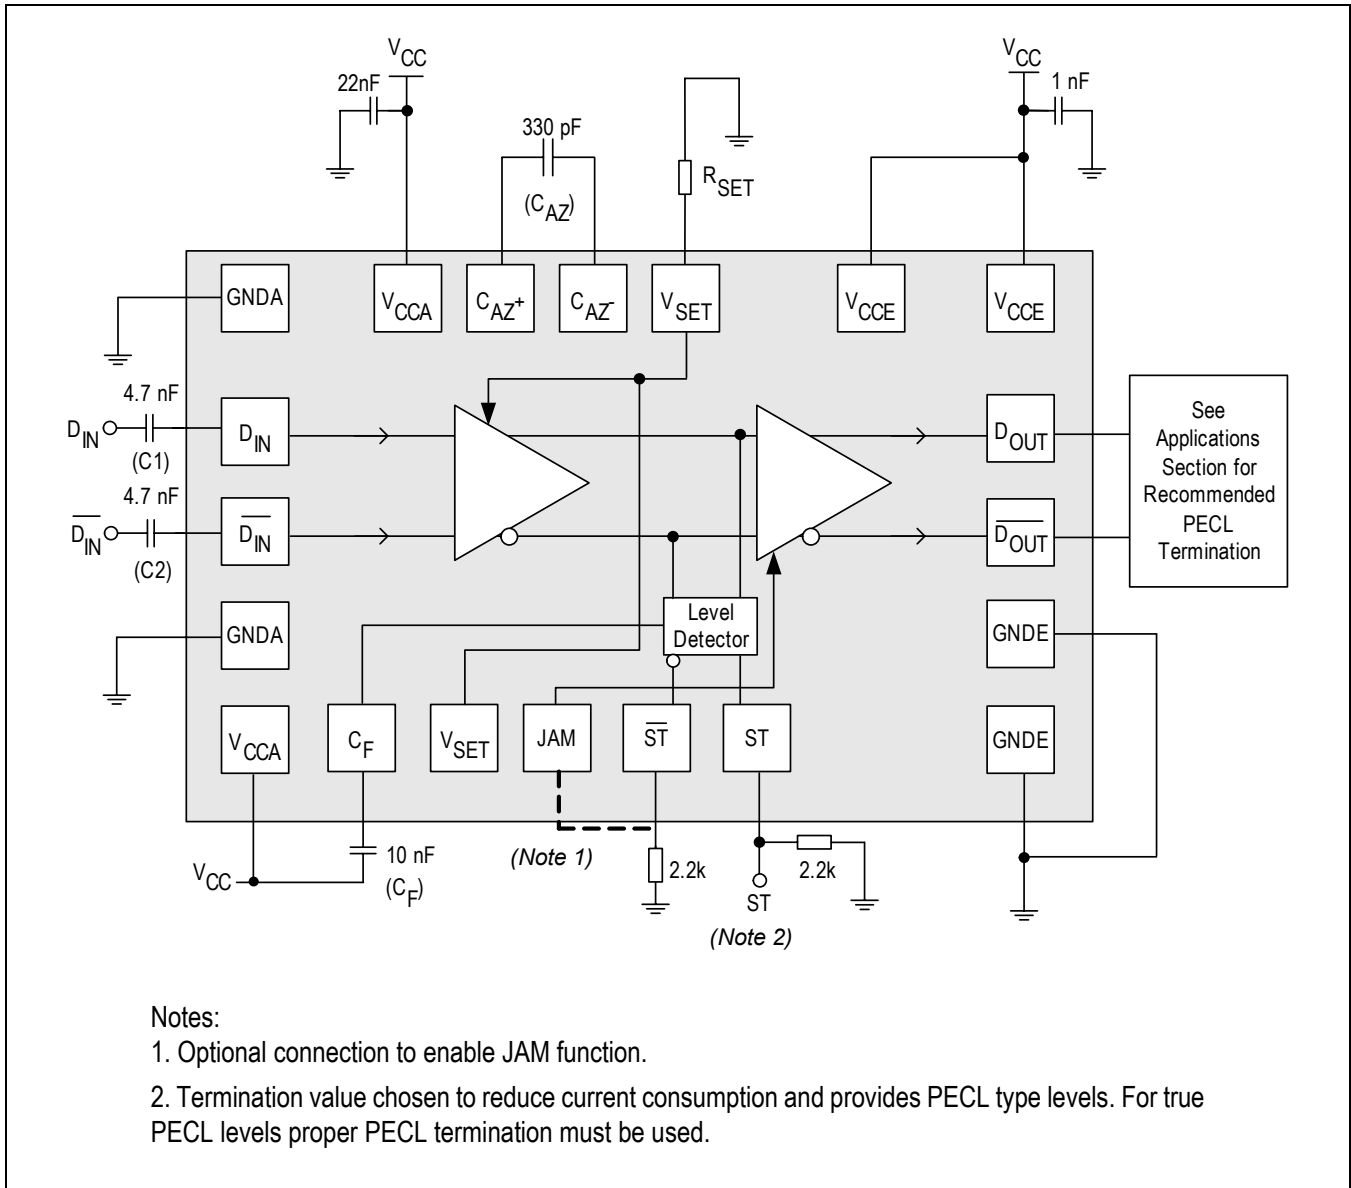 VCC
22nF
330 pF
(CAZ)
RSET
VCC
1 nF
GNDA
VCCA
CAZ+
CAZ-
VSET
VCCE
VCCE
4.7 nF
DIN
(C1)
DIN
4.7 nF
D̅IN
(C2)
D̅IN
DOUT
D̅OUT
See
Applications
Section for
Recommended
PECL
Termination
Level
Detector
GNDA
GNDE
VCCA
CF
VSET
JAM
S̅T̅
ST
GNDE
VCC
10 nF
(CF)
(Note 1)
2.2k
2.2k
ST
(Note 2)
Notes:
1. Optional connection to enable JAM function.
2. Termination value chosen to reduce current consumption and provides PECL type levels. For true
PECL levels proper PECL termination must be used.